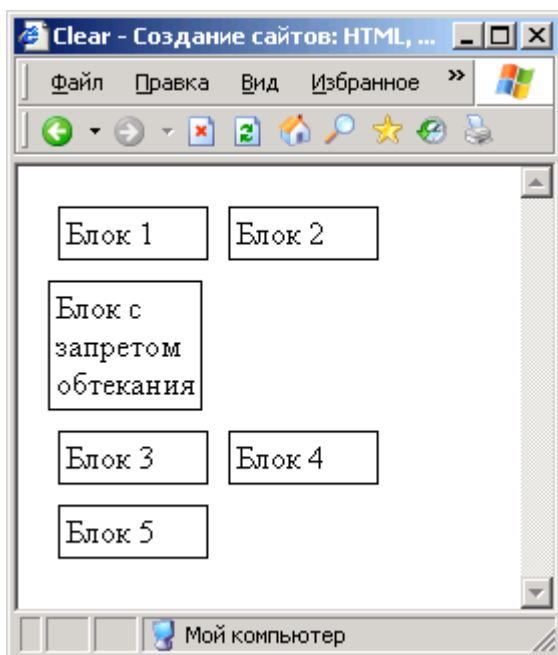 Clear - Создание сайтов: HTML, ...
Файл Правка Вид Избранное »
Блок 1 Блок 2
Блок с
запретом
обтекания
Блок 3 Блок 4
Блок 5
Мой компьютер